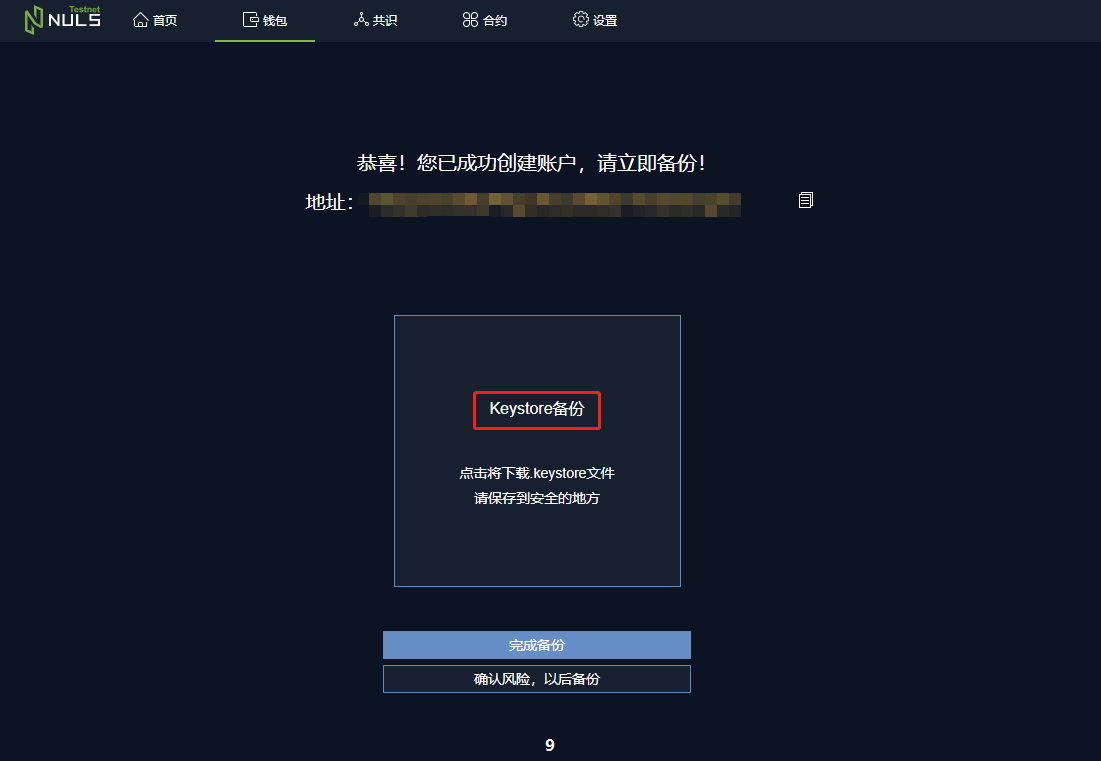 Testnet
NULS 首页 钱包 共识 合约 设置
恭喜！您已成功创建账户，请立即备份！
地址：
Keystore备份
点击将下载.keystore文件
请保存到安全的地方
完成备份
确认风险，以后备份
9